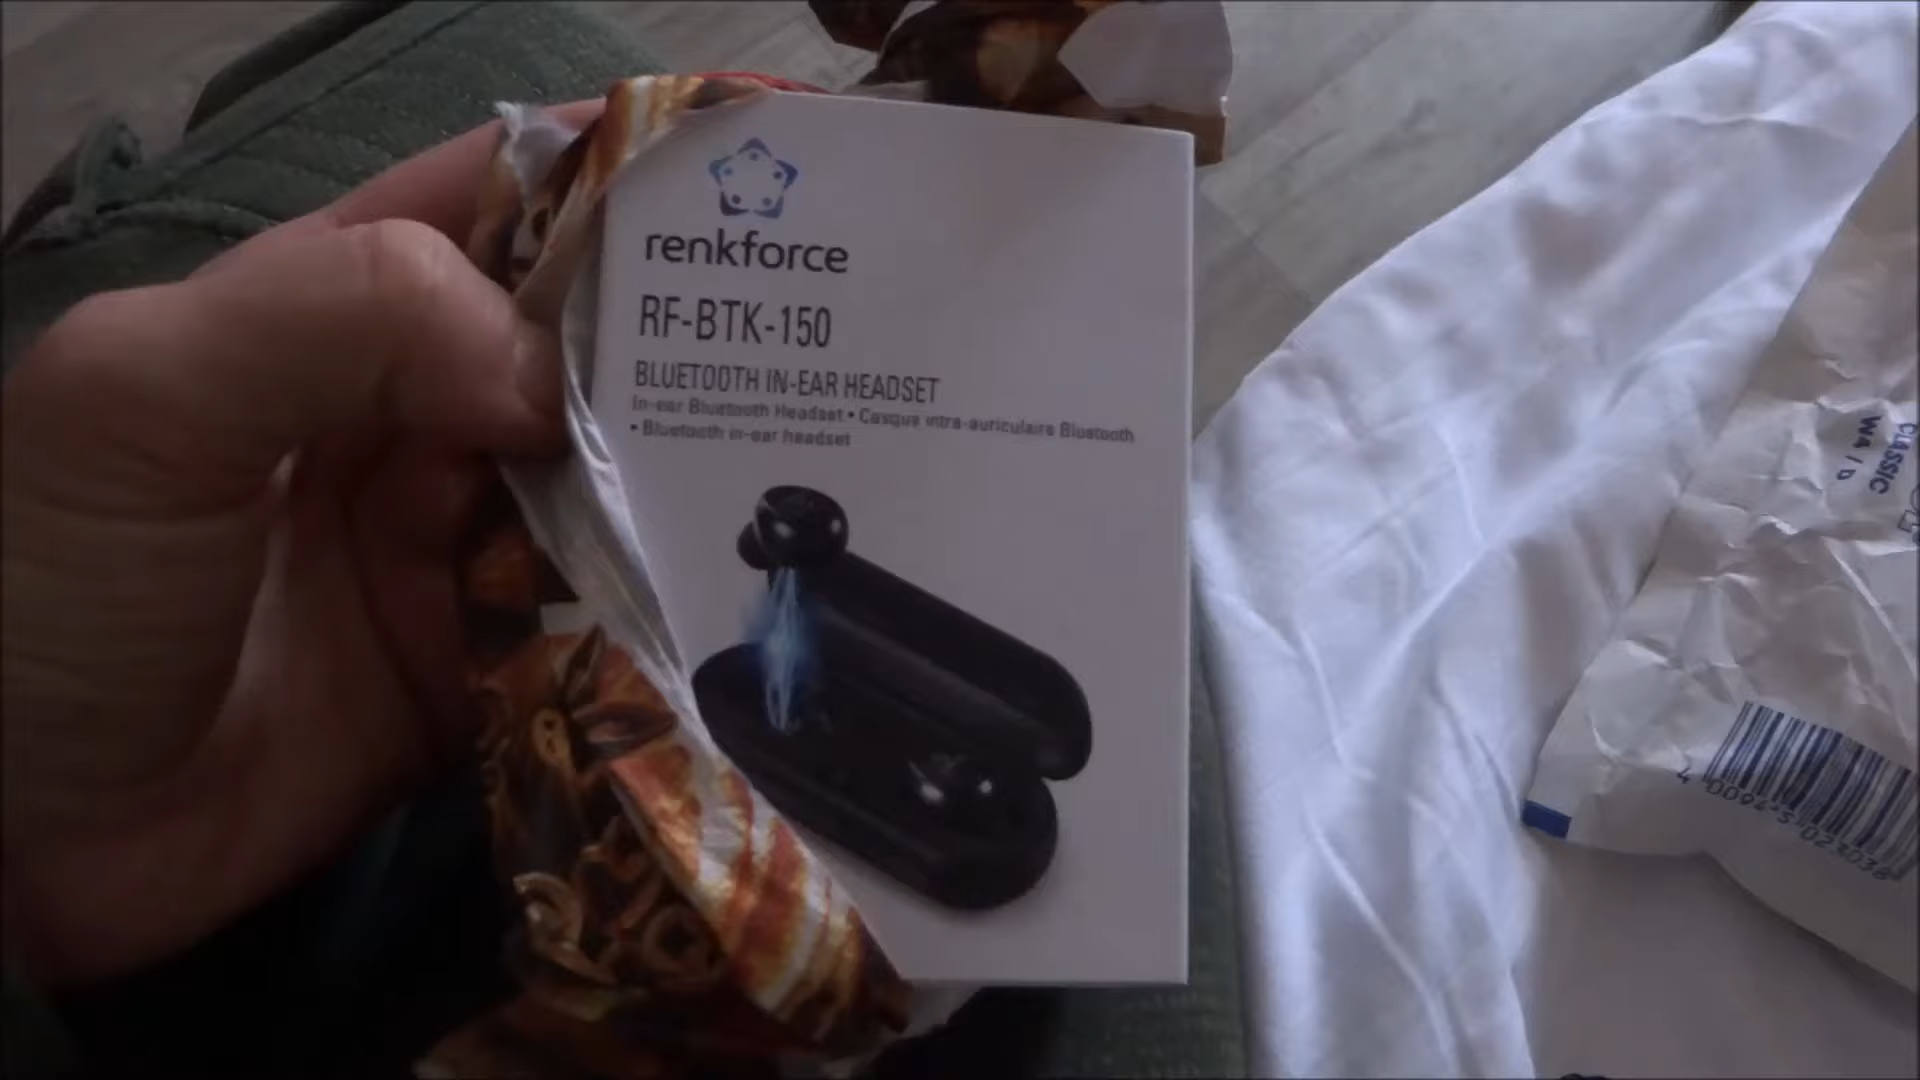 renkforce
RF-BTK-150
BLUETOOTH IN-EAR HEADSET
In-ear Bluetooth Headset • Casque intra-auriculaire Bluetooth
• Bluetooth in-ear headset
CLASSIC
W4 / D